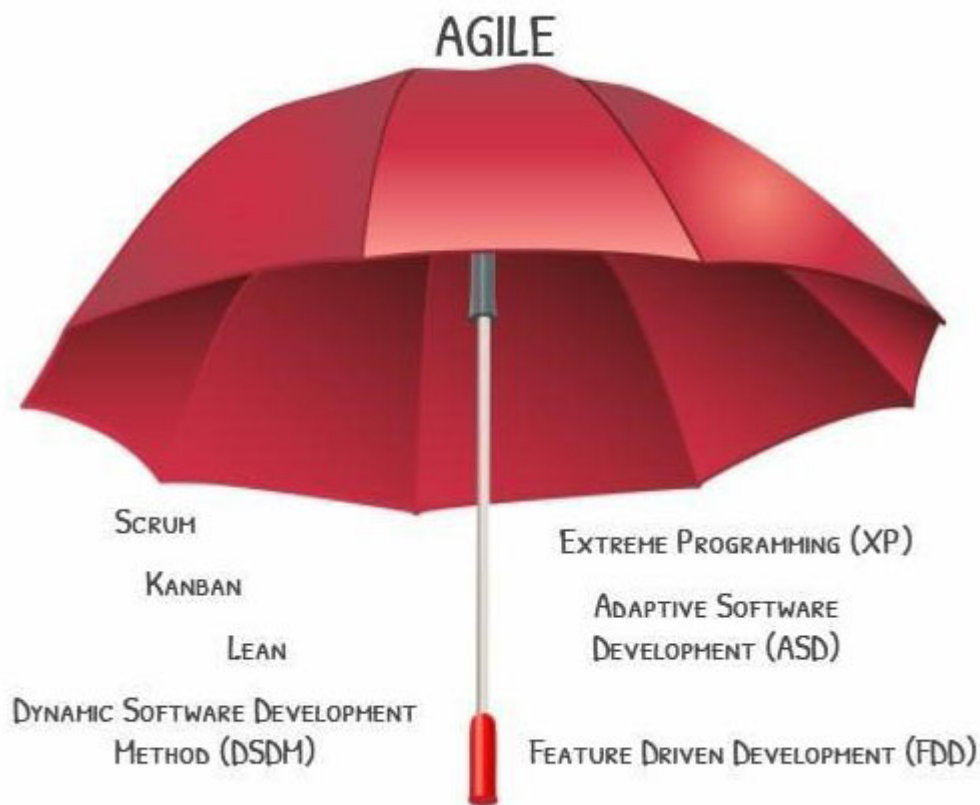 AGILE
SCRUM
KANBAN
LEAN
DYNAMIC SOFTWARE DEVELOPMENT
METHOD (DSDM)
EXTREME PROGRAMMING (XP)
ADAPTIVE SOFTWARE
DEVELOPMENT (ASD)
FEATURE DRIVEN DEVELOPMENT (FDD)